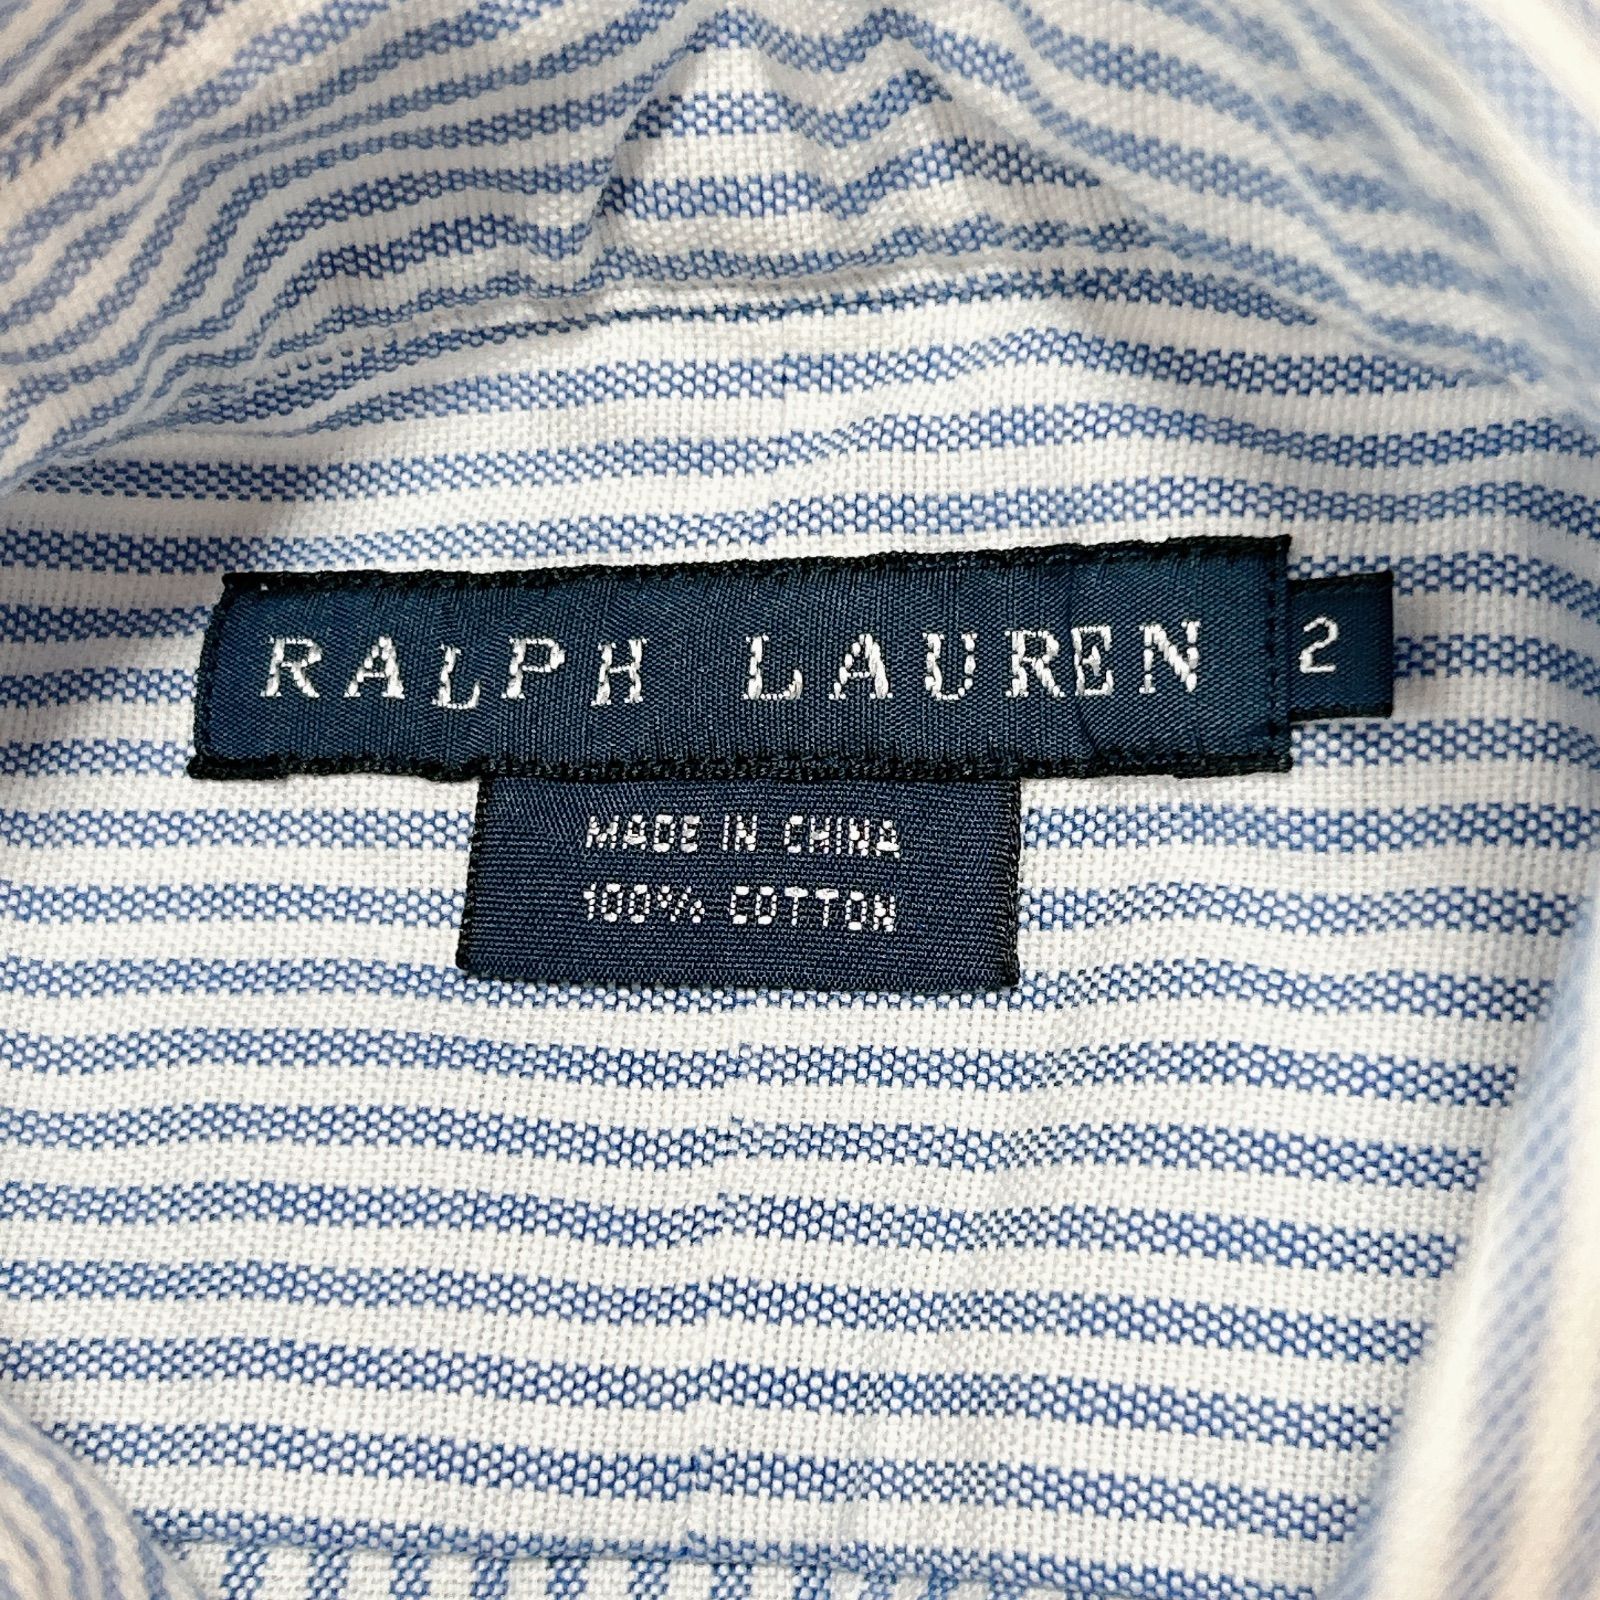 RALPH LAUREN 2
MADE IN CHINA
100% COTTON